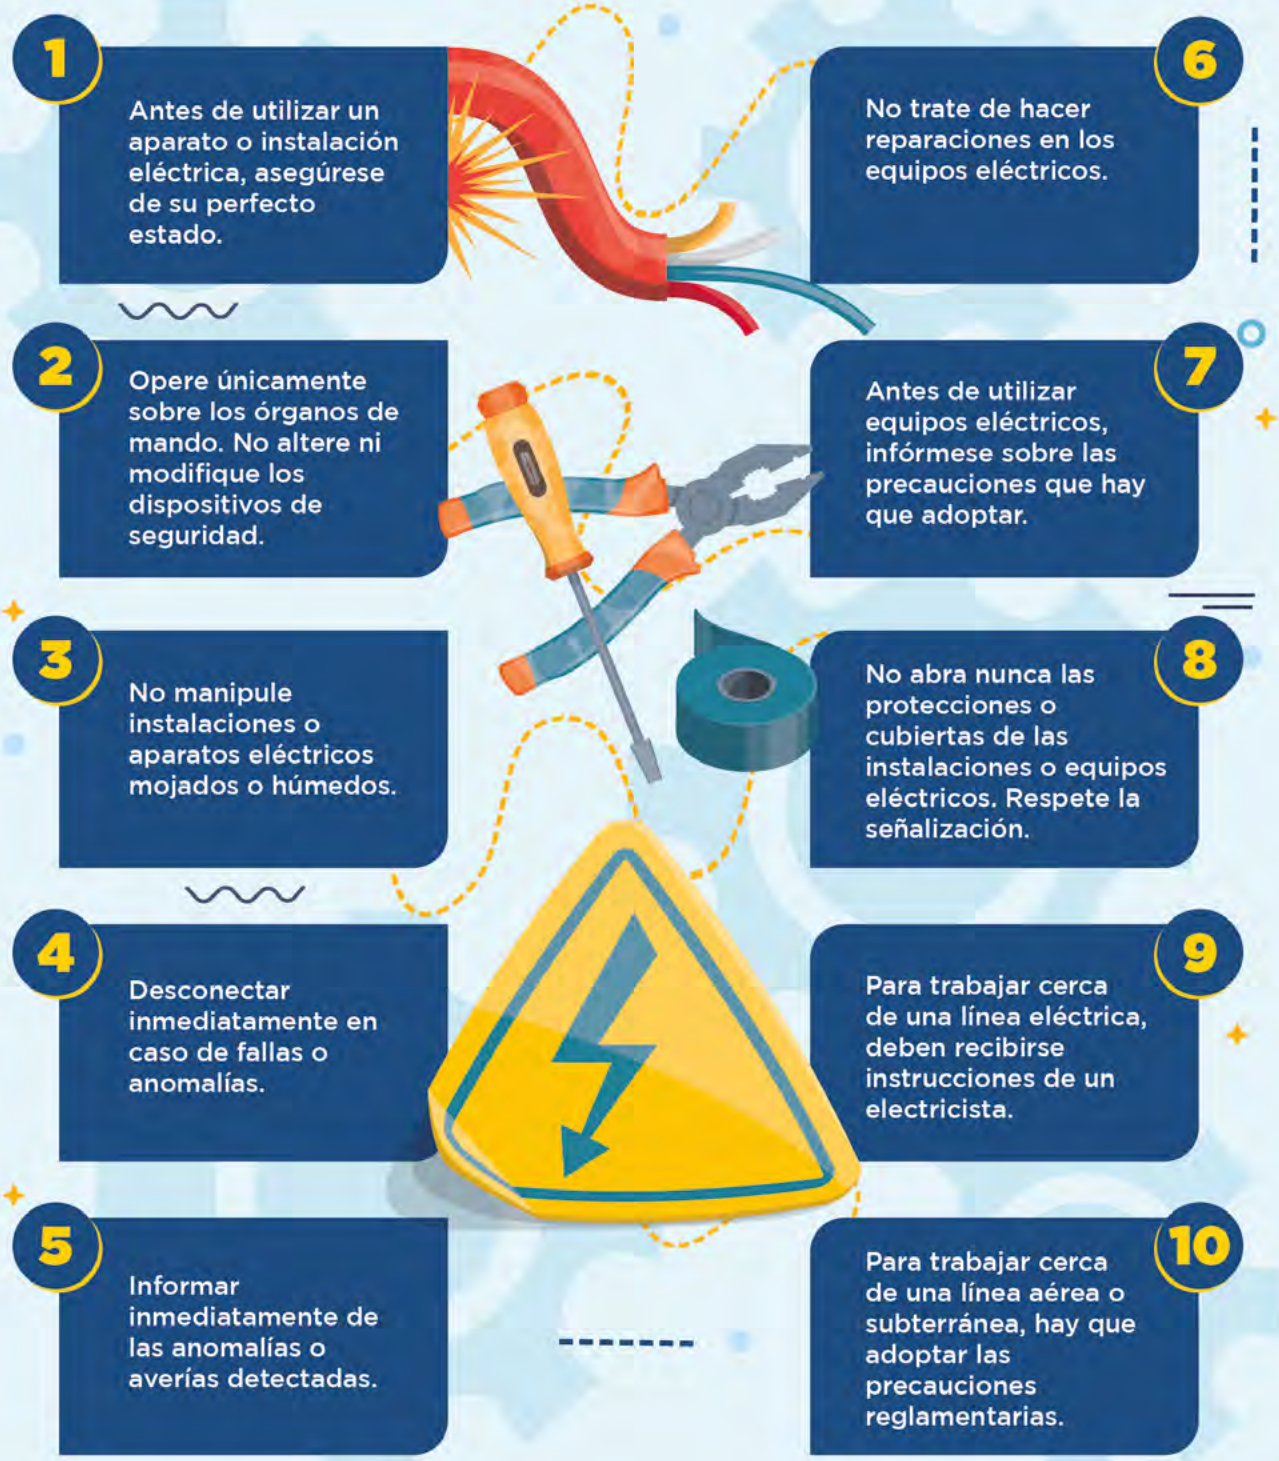 1
Antes de utilizar un
aparato o instalación
eléctrica, asegúrese
de su perfecto
estado.
2
Opere únicamente
sobre los órganos de
mando. No altere ni
modifique los
dispositivos de
seguridad.
3
No manipule
instalaciones o
aparatos eléctricos
mojados o húmedos.
4
Desconectar
inmediatamente en
caso de fallas o
anomalías.
5
Informar
inmediatamente de
las anomalías o
averías detectadas.
6
No trate de hacer
reparaciones en los
equipos eléctricos.
7
Antes de utilizar
equipos eléctricos,
infórmese sobre las
precauciones que hay
que adoptar.
8
No abra nunca las
protecciones o
cubiertas de las
instalaciones o equipos
eléctricos. Respete la
señalización.
9
Para trabajar cerca
de una línea eléctrica,
deben recibirse
instrucciones de un
electricista.
10
Para trabajar cerca
de una línea aérea o
subterránea, hay que
adoptar las
precauciones
reglamentarias.